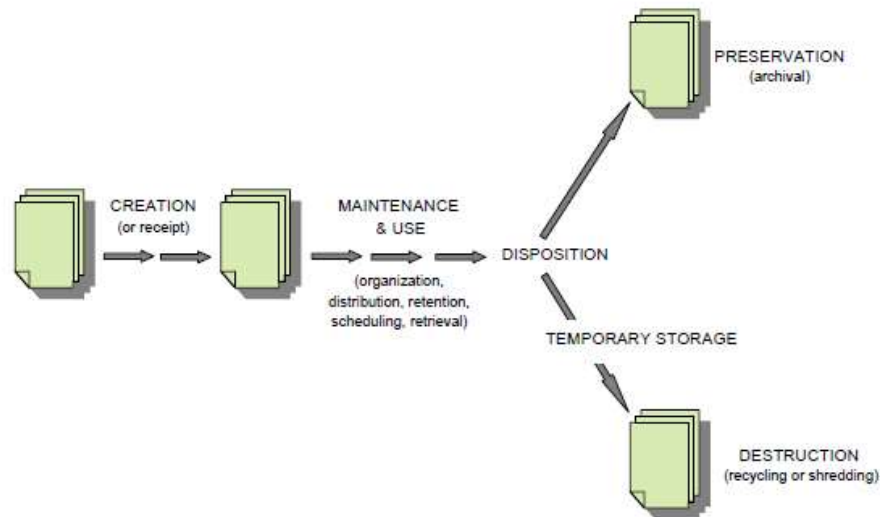 PRESERVATION
(archival)
CREATION
(or receipt)
MAINTENANCE
& USE
(organization,
distribution, retention,
scheduling, retrieval)
DISPOSITION
TEMPORARY STORAGE
DESTRUCTION
(recycling or shredding)